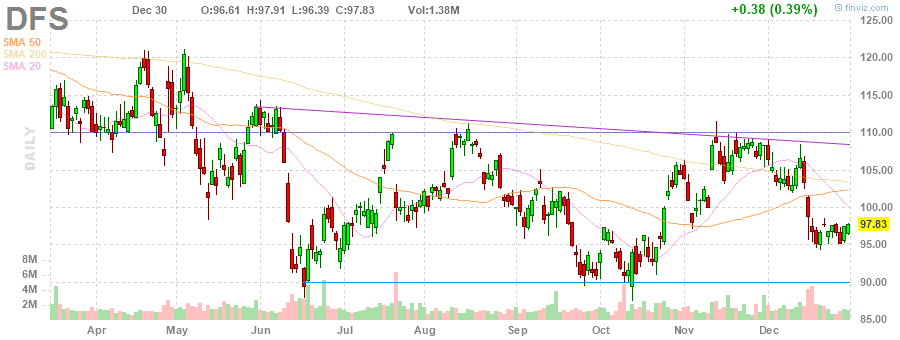 DFS Dec 30 O:96.61 H:97.91 L:96.39 C:97.83 Vol:1.38M +0.38 (0.39%) © finviz.com
SMA 50
SMA 200
SMA 20
DAILY
125.00
120.00
115.00
110.00
105.00
100.00
97.83
95.00
90.00
85.00
8M
6M
4M
2M
Apr May Jun Jul Aug Sep Oct Nov Dec